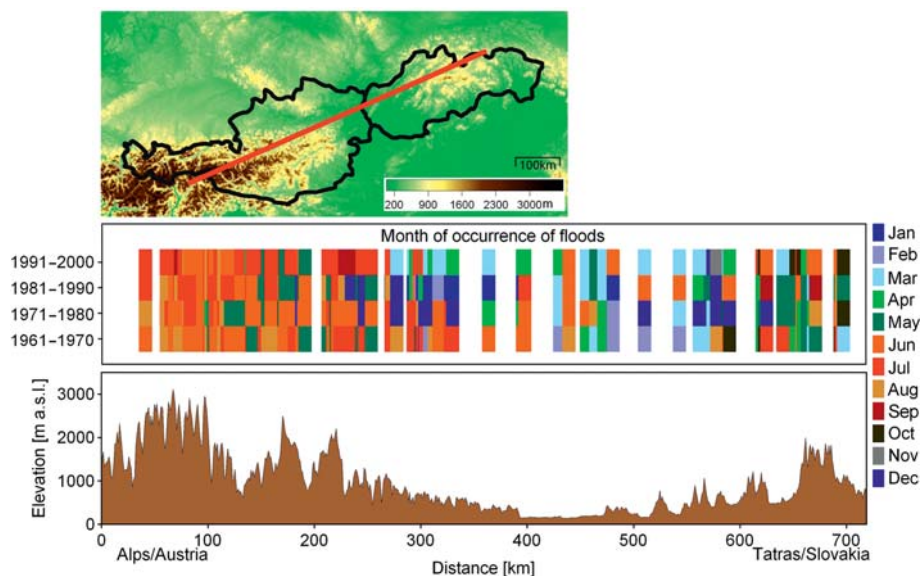 100km
200 900 1600 2300 3000m
Month of occurrence of floods
1991–2000
1981–1990
1971–1980
1961–1970
Jan
Feb
Mar
Apr
May
Jun
Jul
Aug
Sep
Oct
Nov
Dec
Elevation [m a.s.l.]
3000
2000
1000
0
0 100 200 300 400 500 600 700
Alps/Austria Distance [km] Tatras/Slovakia